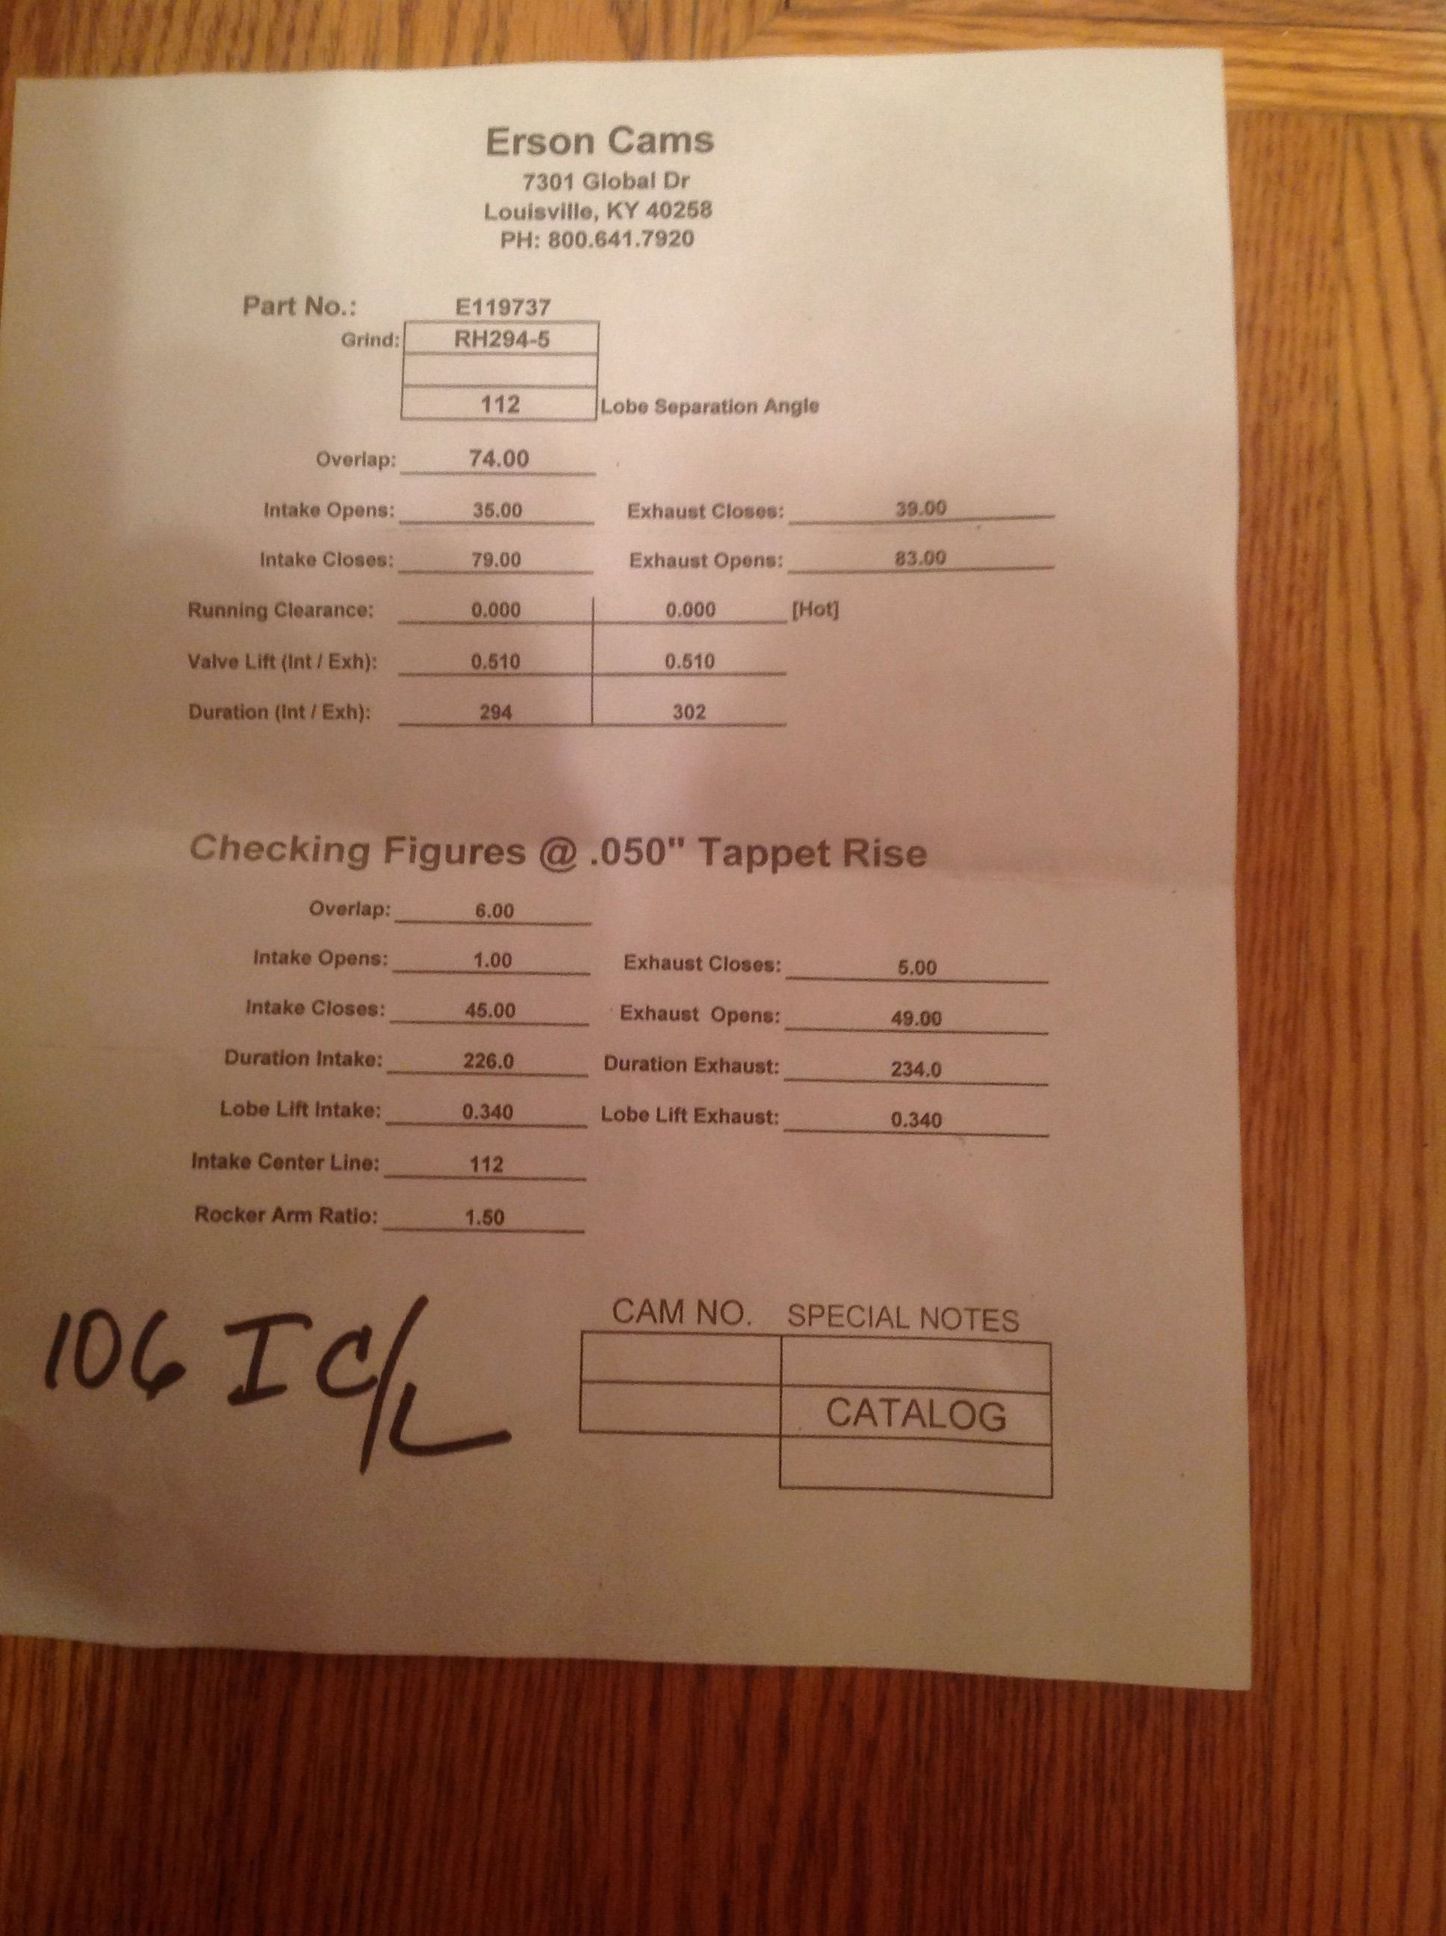 Erson Cams
7301 Global Dr
Louisville, KY 40258
PH: 800.641.7920
Part No.: E119737
Grind: RH294-5
112 Lobe Separation Angle
Overlap: 74.00
Intake Opens: 35.00 Exhaust Closes: 39.00
Intake Closes: 79.00 Exhaust Opens: 83.00
Running Clearance: 0.000 0.000 [Hot]
Valve Lift (Int / Exh): 0.510 0.510
Duration (Int / Exh): 294 302
Checking Figures @ .050" Tappet Rise
Overlap: 6.00
Intake Opens: 1.00 Exhaust Closes: 5.00
Intake Closes: 45.00 Exhaust Opens: 49.00
Duration Intake: 226.0 Duration Exhaust: 234.0
Lobe Lift Intake: 0.340 Lobe Lift Exhaust: 0.340
Intake Center Line: 112
Rocker Arm Ratio: 1.50
106 I C/L
CAM NO. SPECIAL NOTES
CATALOG